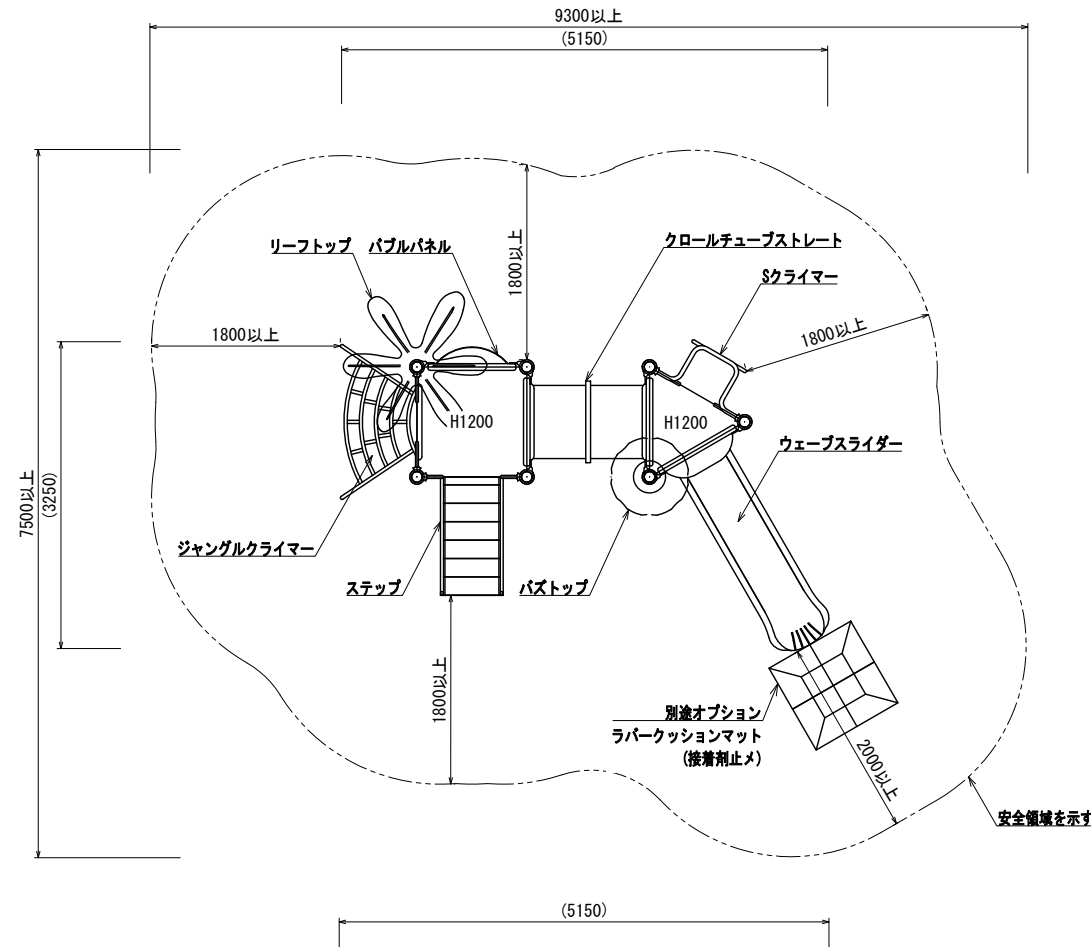 9300以上
(5150)
リーフトップ
バブルパネル
1800以上
クロールチューブストレート
Sクライマー
1800以上
1800以上
H1200
H1200
ウェーブスライダー
7500以上
(3250)
ジャングルクライマー
ステップ
バズトップ
1800以上
別途オプション
ラバークッションマット
(接着剤止メ)
2000以上
安全領域を示す
(5150)